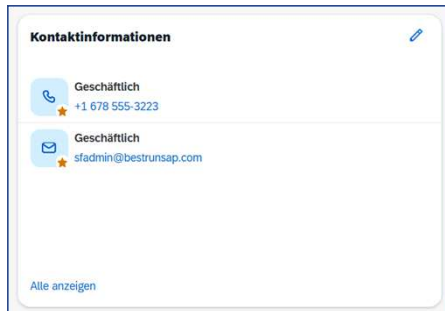 Kontaktinformationen
Geschäftlich
+1 678 555-3223
Geschäftlich
sfadmin@bestrunsap.com
Alle anzeigen